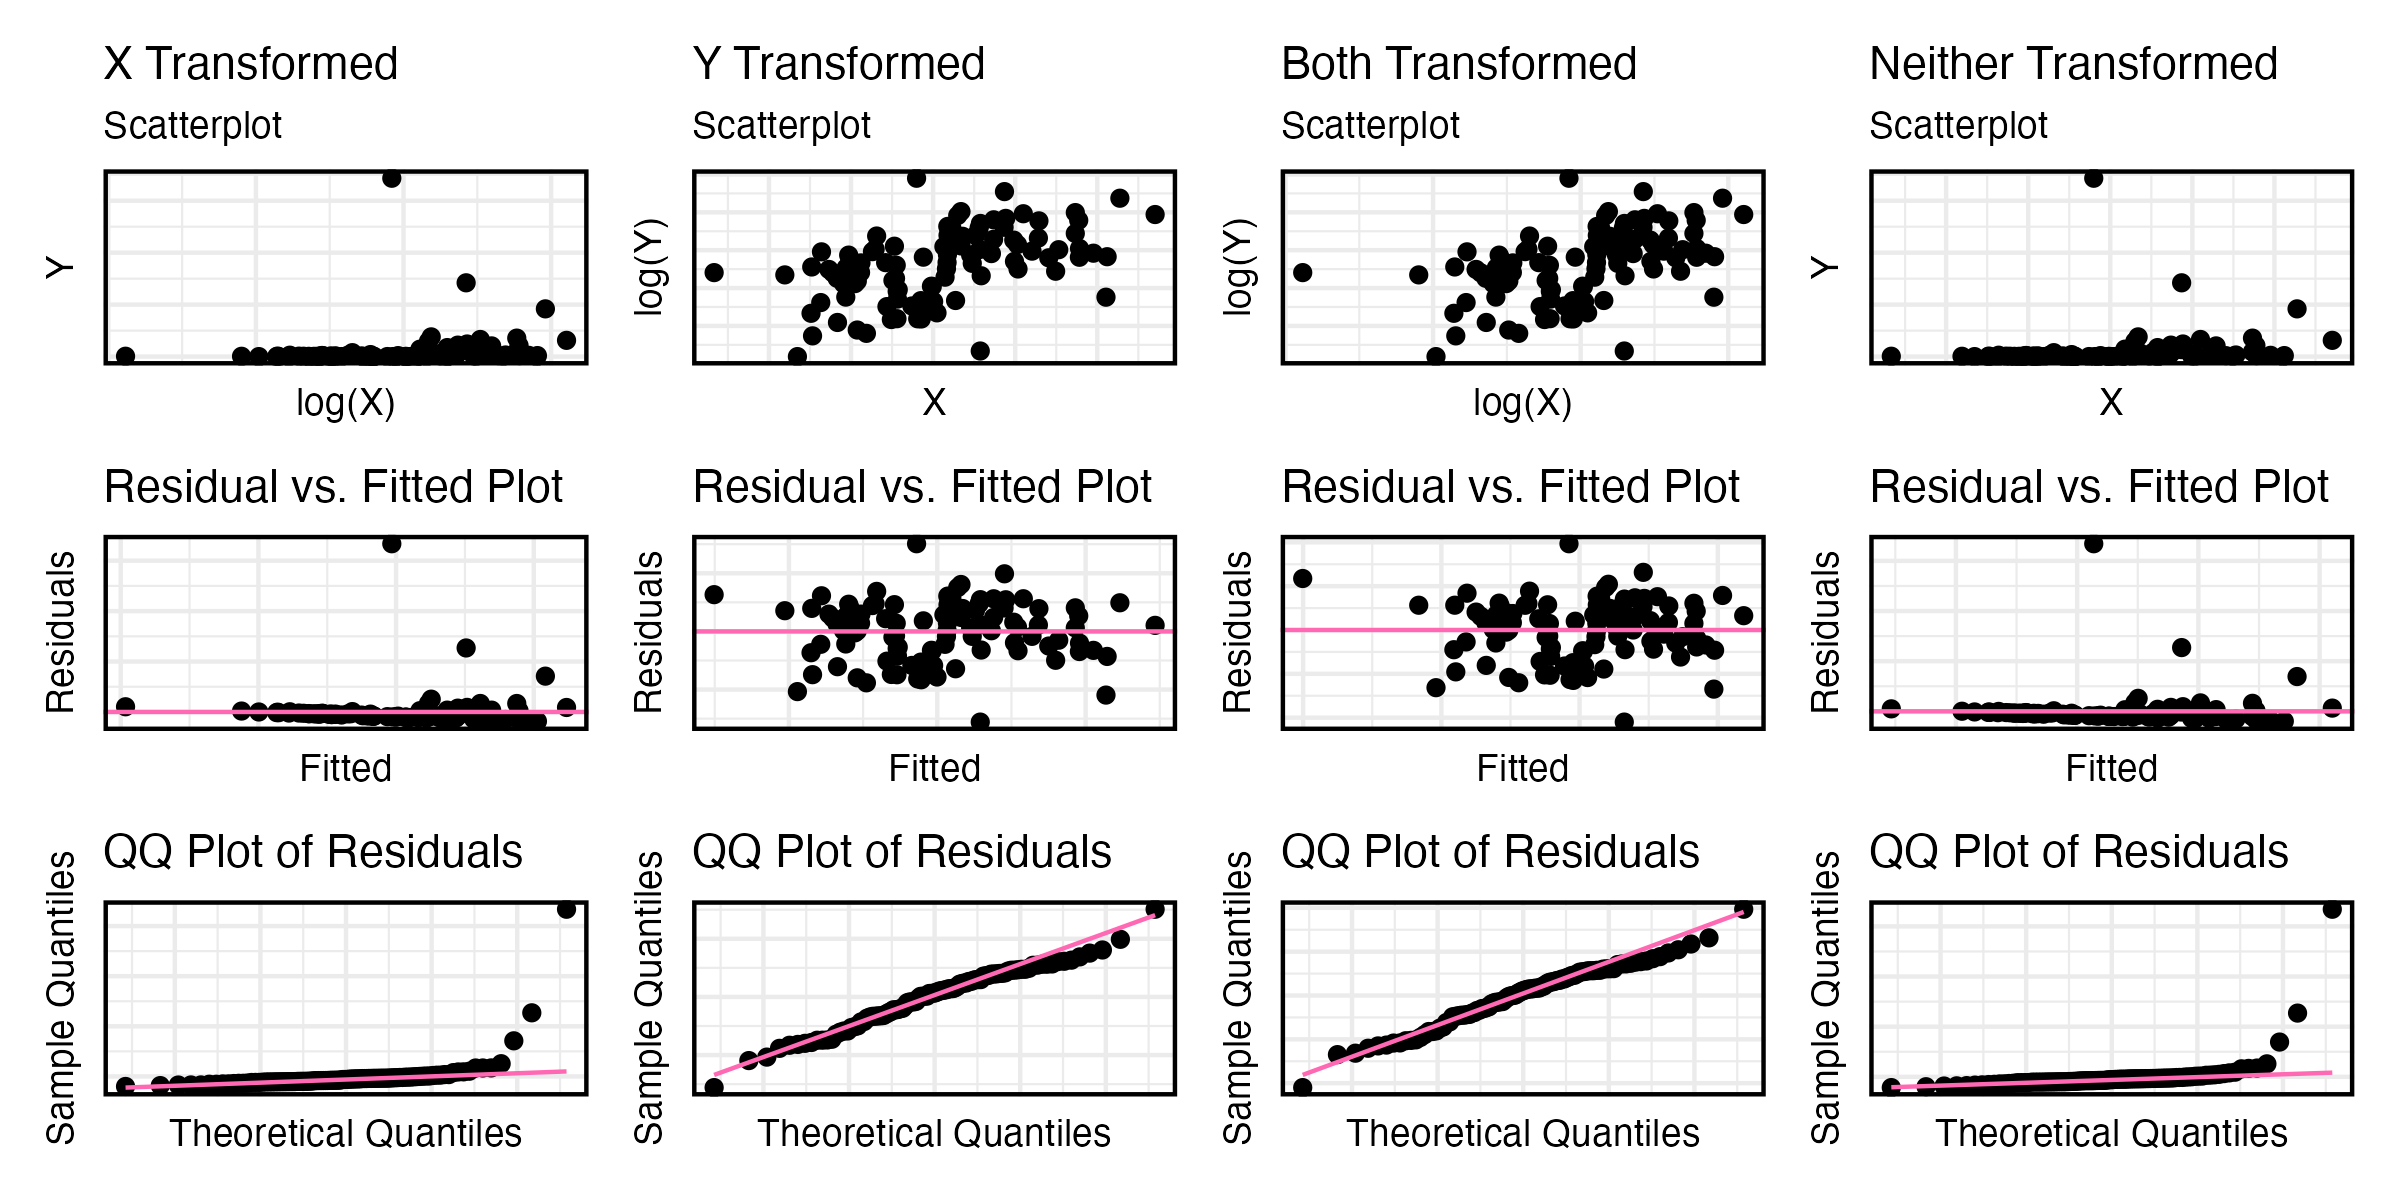 X Transformed
Scatterplot
Y
log(X)
Residual vs. Fitted Plot
Residuals
Fitted
QQ Plot of Residuals
Sample Quantiles
Theoretical Quantiles
Y Transformed
Scatterplot
log(Y)
X
Residual vs. Fitted Plot
Residuals
Fitted
QQ Plot of Residuals
Sample Quantiles
Theoretical Quantiles
Both Transformed
Scatterplot
log(Y)
log(X)
Residual vs. Fitted Plot
Residuals
Fitted
QQ Plot of Residuals
Sample Quantiles
Theoretical Quantiles
Neither Transformed
Scatterplot
Y
X
Residual vs. Fitted Plot
Residuals
Fitted
QQ Plot of Residuals
Sample Quantiles
Theoretical Quantiles